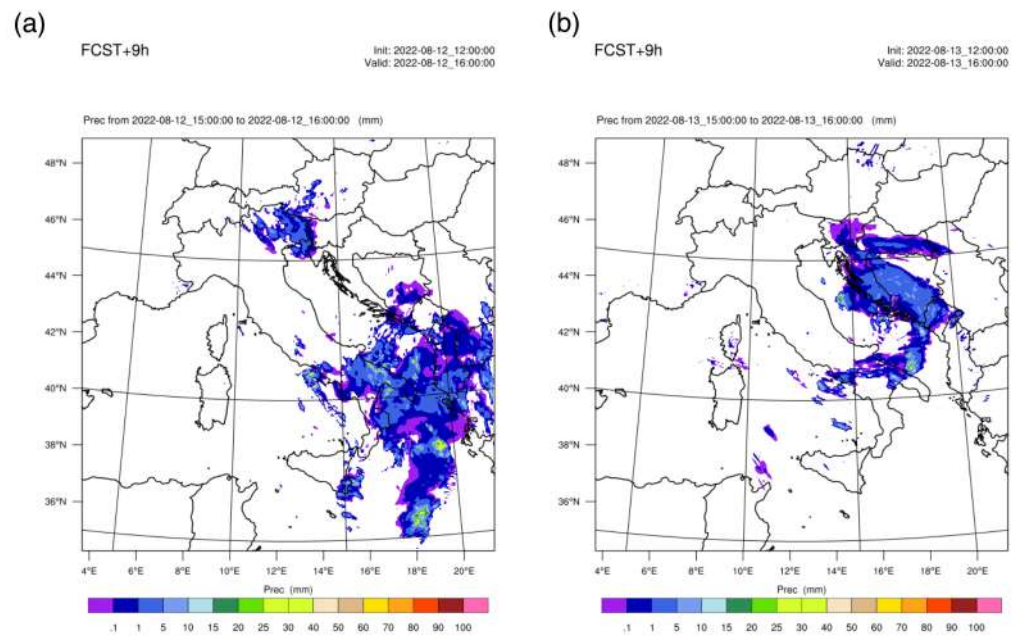 (a)
FCST+9h
Init: 2022-08-12_12:00:00
Valid: 2022-08-12_16:00:00
Prec from 2022-08-12_15:00:00 to 2022-08-12_16:00:00 (mm)
48°N
46°N
44°N
42°N
40°N
38°N
36°N
4°E 6°E 8°E 10°E 12°E 14°E 16°E 18°E 20°E
Prec (mm)
.1 1 5 10 15 20 25 30 40 50 60 70 80 90 100
(b)
FCST+9h
Init: 2022-08-13_12:00:00
Valid: 2022-08-13_16:00:00
Prec from 2022-08-13_15:00:00 to 2022-08-13_16:00:00 (mm)
48°N
46°N
44°N
42°N
40°N
38°N
36°N
4°E 6°E 8°E 10°E 12°E 14°E 16°E 18°E 20°E
Prec (mm)
.1 1 5 10 15 20 25 30 40 50 60 70 80 90 100